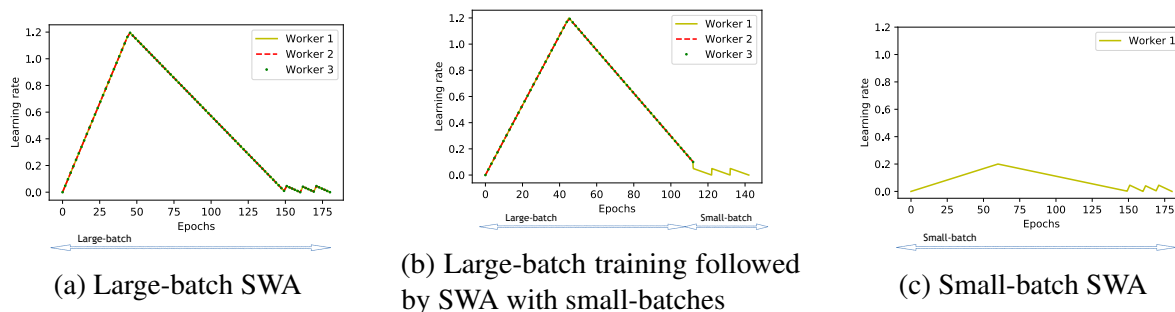 1.2
1.0
0.8
0.6
0.4
0.2
0.0
Learning rate
Worker 1
Worker 2
Worker 3
0 25 50 75 100 125 150 175
Epochs
Large-batch
(a) Large-batch SWA
1.2
1.0
0.8
0.6
0.4
0.2
0.0
Learning rate
Worker 1
Worker 2
Worker 3
0 20 40 60 80 100 120 140
Epochs
Large-batch Small-batch
(b) Large-batch training followed
by SWA with small-batches
1.2
1.0
0.8
0.6
0.4
0.2
0.0
Learning rate
Worker 1
0 25 50 75 100 125 150 175
Epochs
Small-batch
(c) Small-batch SWA